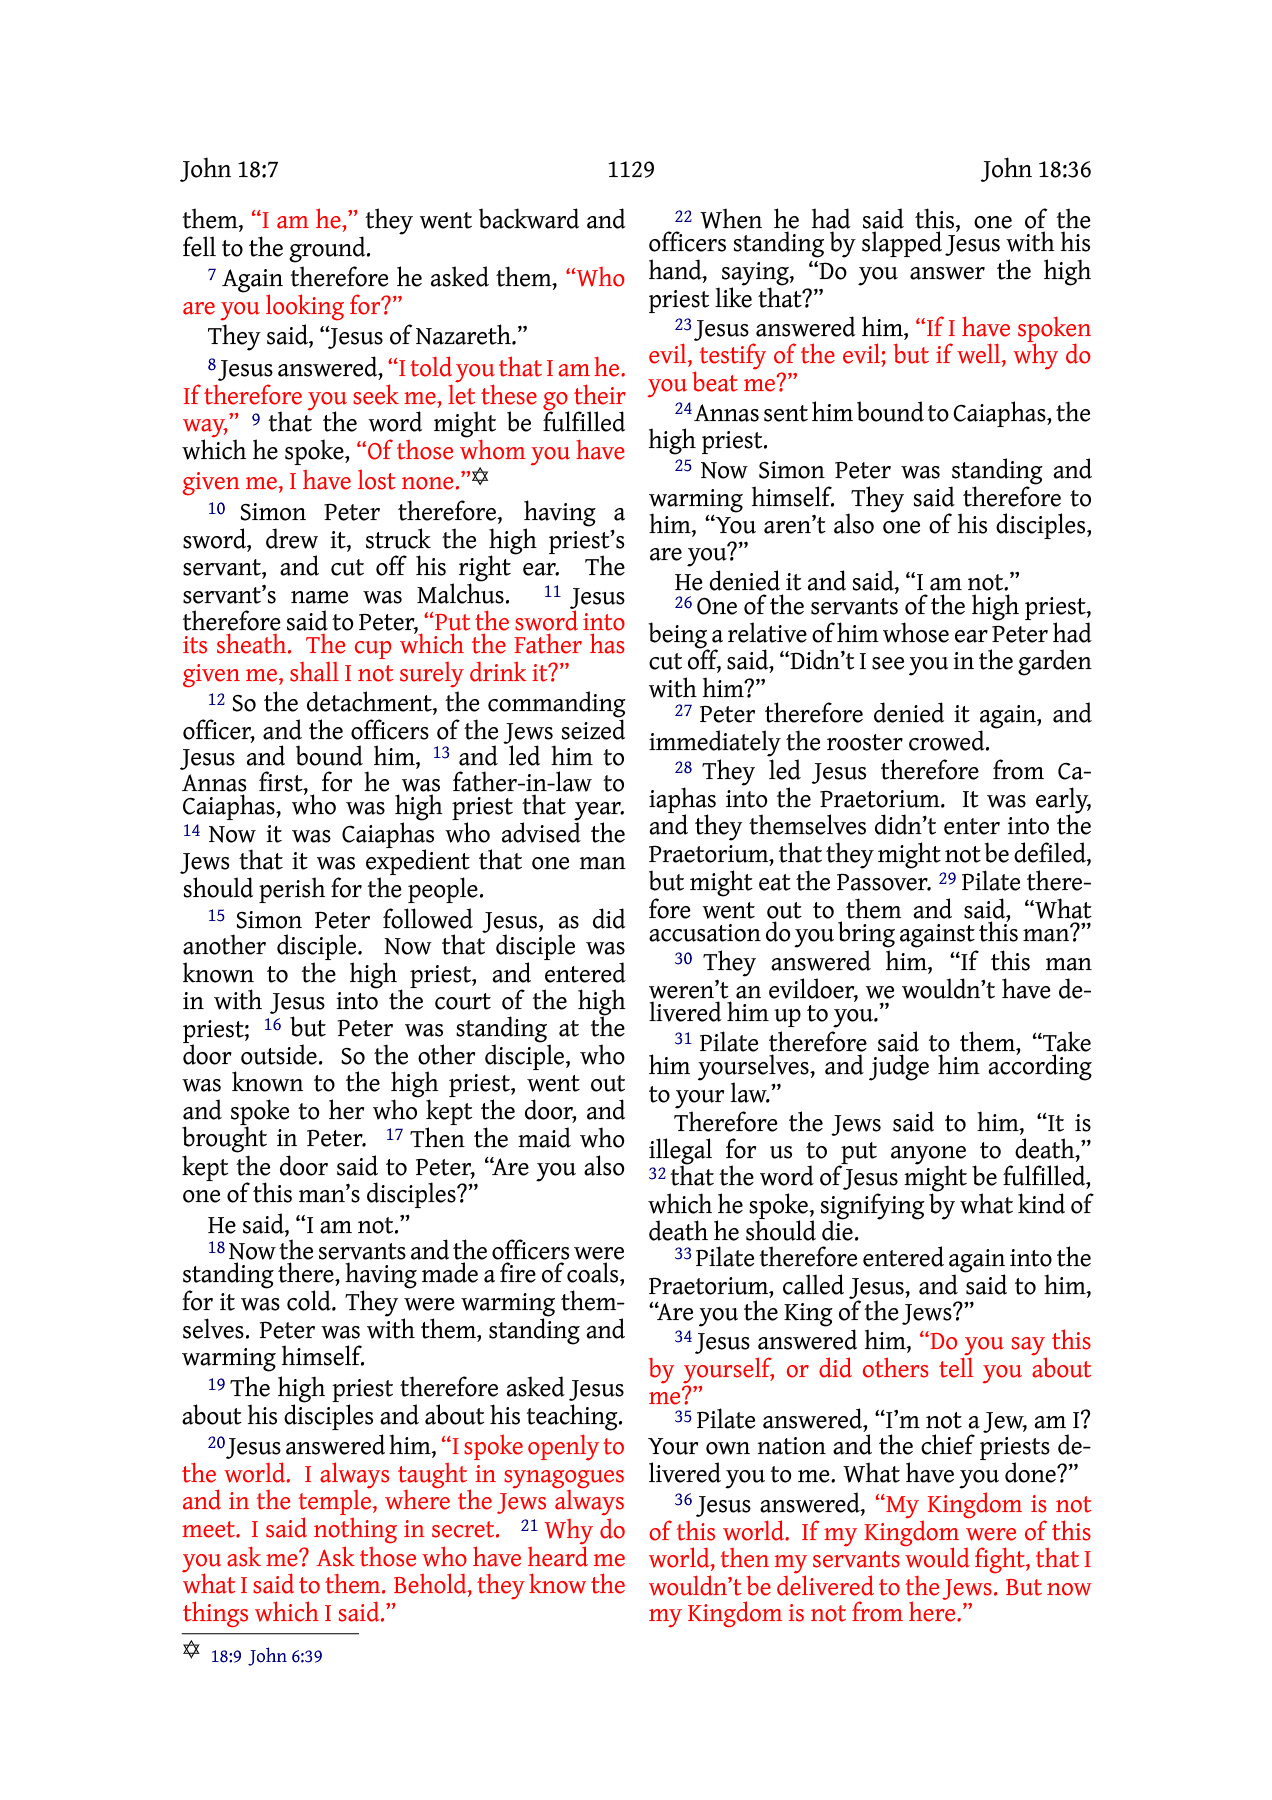 John 18:7 1129 John 18:36
them, “I am he,” they went backward and
fell to the ground.
7 Again therefore he asked them, “Who
are you looking for?”
They said, “Jesus of Nazareth.”
8 Jesus answered, “I told you that I am he.
If therefore you seek me, let these go their
way,” 9 that the word might be fulfilled
which he spoke, “Of those whom you have
given me, I have lost none.”✡
10 Simon Peter therefore, having a
sword, drew it, struck the high priest’s
servant, and cut off his right ear. The
servant’s name was Malchus. 11 Jesus
therefore said to Peter, “Put the sword into
its sheath. The cup which the Father has
given me, shall I not surely drink it?”
12 So the detachment, the commanding
officer, and the officers of the Jews seized
Jesus and bound him, 13 and led him to
Annas first, for he was father-in-law to
Caiaphas, who was high priest that year.
14 Now it was Caiaphas who advised the
Jews that it was expedient that one man
should perish for the people.
15 Simon Peter followed Jesus, as did
another disciple. Now that disciple was
known to the high priest, and entered
in with Jesus into the court of the high
priest; 16 but Peter was standing at the
door outside. So the other disciple, who
was known to the high priest, went out
and spoke to her who kept the door, and
brought in Peter. 17 Then the maid who
kept the door said to Peter, “Are you also
one of this man’s disciples?”
He said, “I am not.”
18 Now the servants and the officers were
standing there, having made a fire of coals,
for it was cold. They were warming them-
selves. Peter was with them, standing and
warming himself.
19 The high priest therefore asked Jesus
about his disciples and about his teaching.
20 Jesus answered him, “I spoke openly to
the world. I always taught in synagogues
and in the temple, where the Jews always
meet. I said nothing in secret. 21 Why do
you ask me? Ask those who have heard me
what I said to them. Behold, they know the
things which I said.”
✡ 18:9 John 6:39
22 When he had said this, one of the
officers standing by slapped Jesus with his
hand, saying, “Do you answer the high
priest like that?”
23 Jesus answered him, “If I have spoken
evil, testify of the evil; but if well, why do
you beat me?”
24 Annas sent him bound to Caiaphas, the
high priest.
25 Now Simon Peter was standing and
warming himself. They said therefore to
him, “You aren’t also one of his disciples,
are you?”
He denied it and said, “I am not.”
26 One of the servants of the high priest,
being a relative of him whose ear Peter had
cut off, said, “Didn’t I see you in the garden
with him?”
27 Peter therefore denied it again, and
immediately the rooster crowed.
28 They led Jesus therefore from Ca-
iaphas into the Praetorium. It was early,
and they themselves didn’t enter into the
Praetorium, that they might not be defiled,
but might eat the Passover. 29 Pilate there-
fore went out to them and said, “What
accusation do you bring against this man?”
30 They answered him, “If this man
weren’t an evildoer, we wouldn’t have de-
livered him up to you.”
31 Pilate therefore said to them, “Take
him yourselves, and judge him according
to your law.”
Therefore the Jews said to him, “It is
illegal for us to put anyone to death,”
32 that the word of Jesus might be fulfilled,
which he spoke, signifying by what kind of
death he should die.
33 Pilate therefore entered again into the
Praetorium, called Jesus, and said to him,
“Are you the King of the Jews?”
34 Jesus answered him, “Do you say this
by yourself, or did others tell you about
me?”
35 Pilate answered, “I’m not a Jew, am I?
Your own nation and the chief priests de-
livered you to me. What have you done?”
36 Jesus answered, “My Kingdom is not
of this world. If my Kingdom were of this
world, then my servants would fight, that I
wouldn’t be delivered to the Jews. But now
my Kingdom is not from here.”